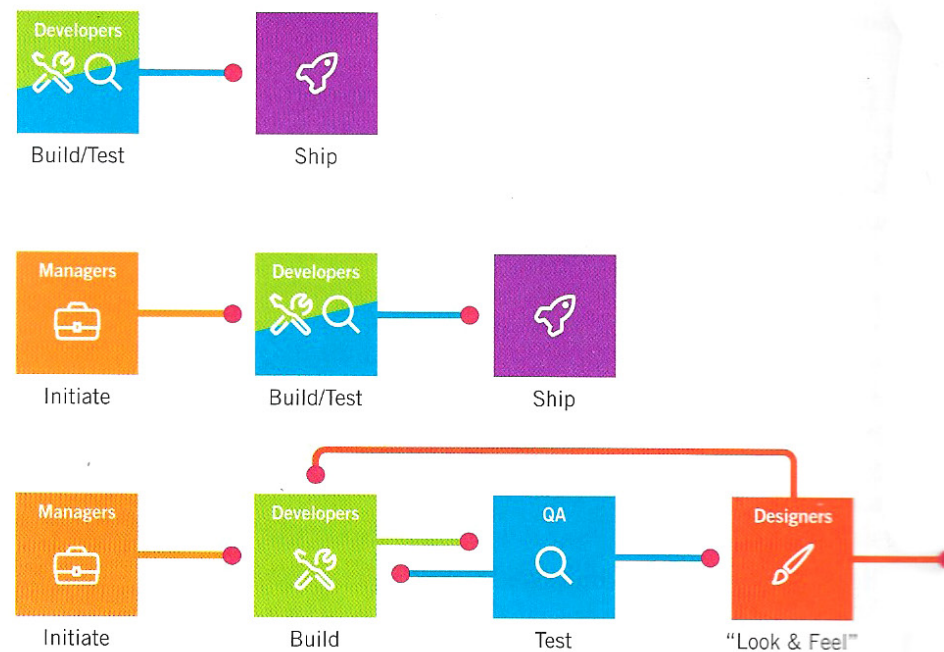 Developers
Build/Test
Ship
Managers
Developers
Initiate
Build/Test
Ship
Managers
Developers
QA
Designers
Initiate
Build
Test
“Look & Feel”